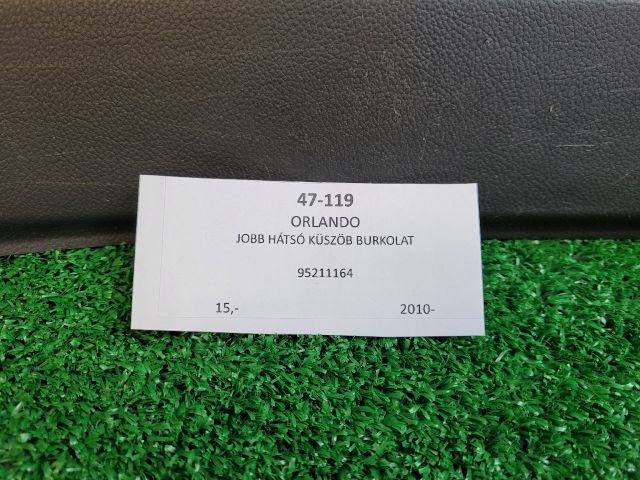 47-119
ORLANDO
JOBB HÁTSÓ KÜSZÖB BURKOLAT
95211164
15,- 2010-